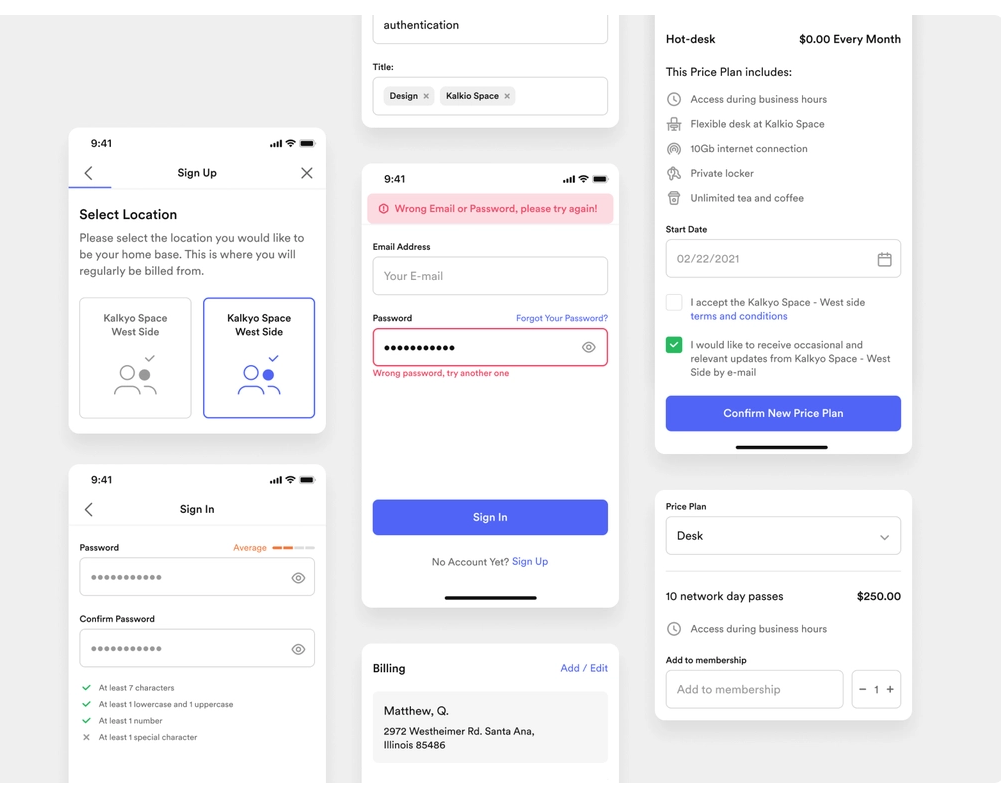 9:41
Sign Up
Select Location
Please select the location you would like to
be your home base. This is where you will
regularly be billed from.
Kalkyo Space
West Side
Kalkyo Space
West Side
9:41
Sign In
Password
Average
Confirm Password
At least 7 characters
At least 1 lowercase and 1 uppercase
At least 1 number
At least 1 special character
authentication
Title:
Design
Kalkio Space
9:41
Wrong Email or Password, please try again!
Email Address
Your E-mail
Password
Forgot Your Password?
Wrong password, try another one
Sign In
No Account Yet? Sign Up
Billing
Add / Edit
Matthew, Q.
2972 Westheimer Rd. Santa Ana,
Illinois 85486
Hot-desk
$0.00 Every Month
This Price Plan includes:
Access during business hours
Flexible desk at Kalkio Space
10Gb internet connection
Private locker
Unlimited tea and coffee
Start Date
02/22/2021
I accept the Kalkyo Space - West side
terms and conditions
I would like to receive occasional and
relevant updates from Kalkyo Space - West
Side by e-mail
Confirm New Price Plan
Price Plan
Desk
10 network day passes
$250.00
Access during business hours
Add to membership
Add to membership
1